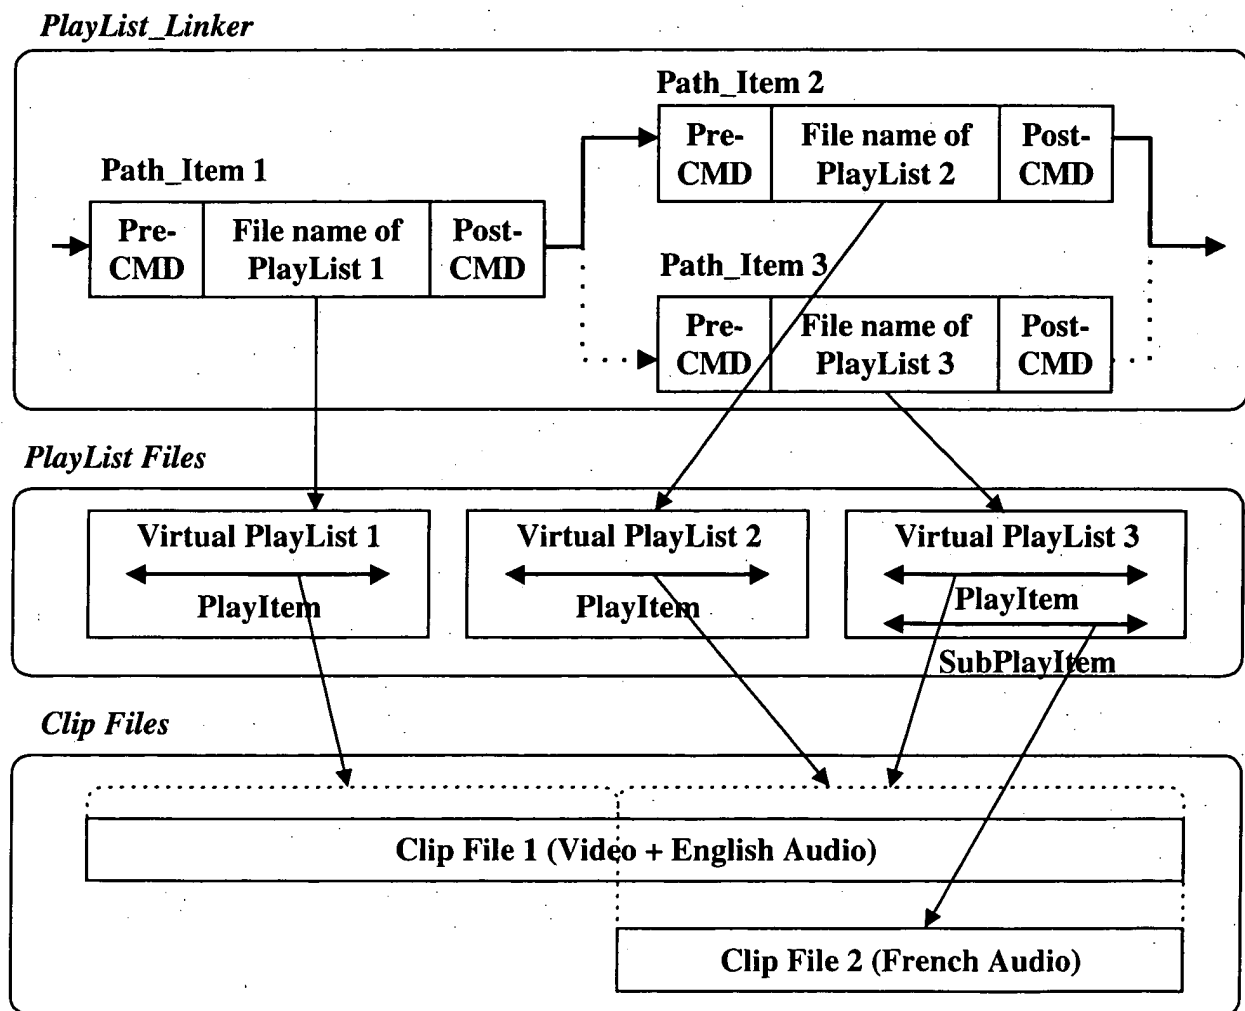 PlayList_Linker
Path_Item 2
Pre-
CMD
File name of
PlayList 2
Post-
CMD
Path_Item 1
Pre-
CMD
File name of
PlayList 1
Post-
CMD
Path_Item 3
Pre-
CMD
File name of
PlayList 3
Post-
CMD
PlayList Files
Virtual PlayList 1
PlayItem
Virtual PlayList 2
PlayItem
Virtual PlayList 3
PlayItem
SubPlayItem
Clip Files
Clip File 1 (Video + English Audio)
Clip File 2 (French Audio)